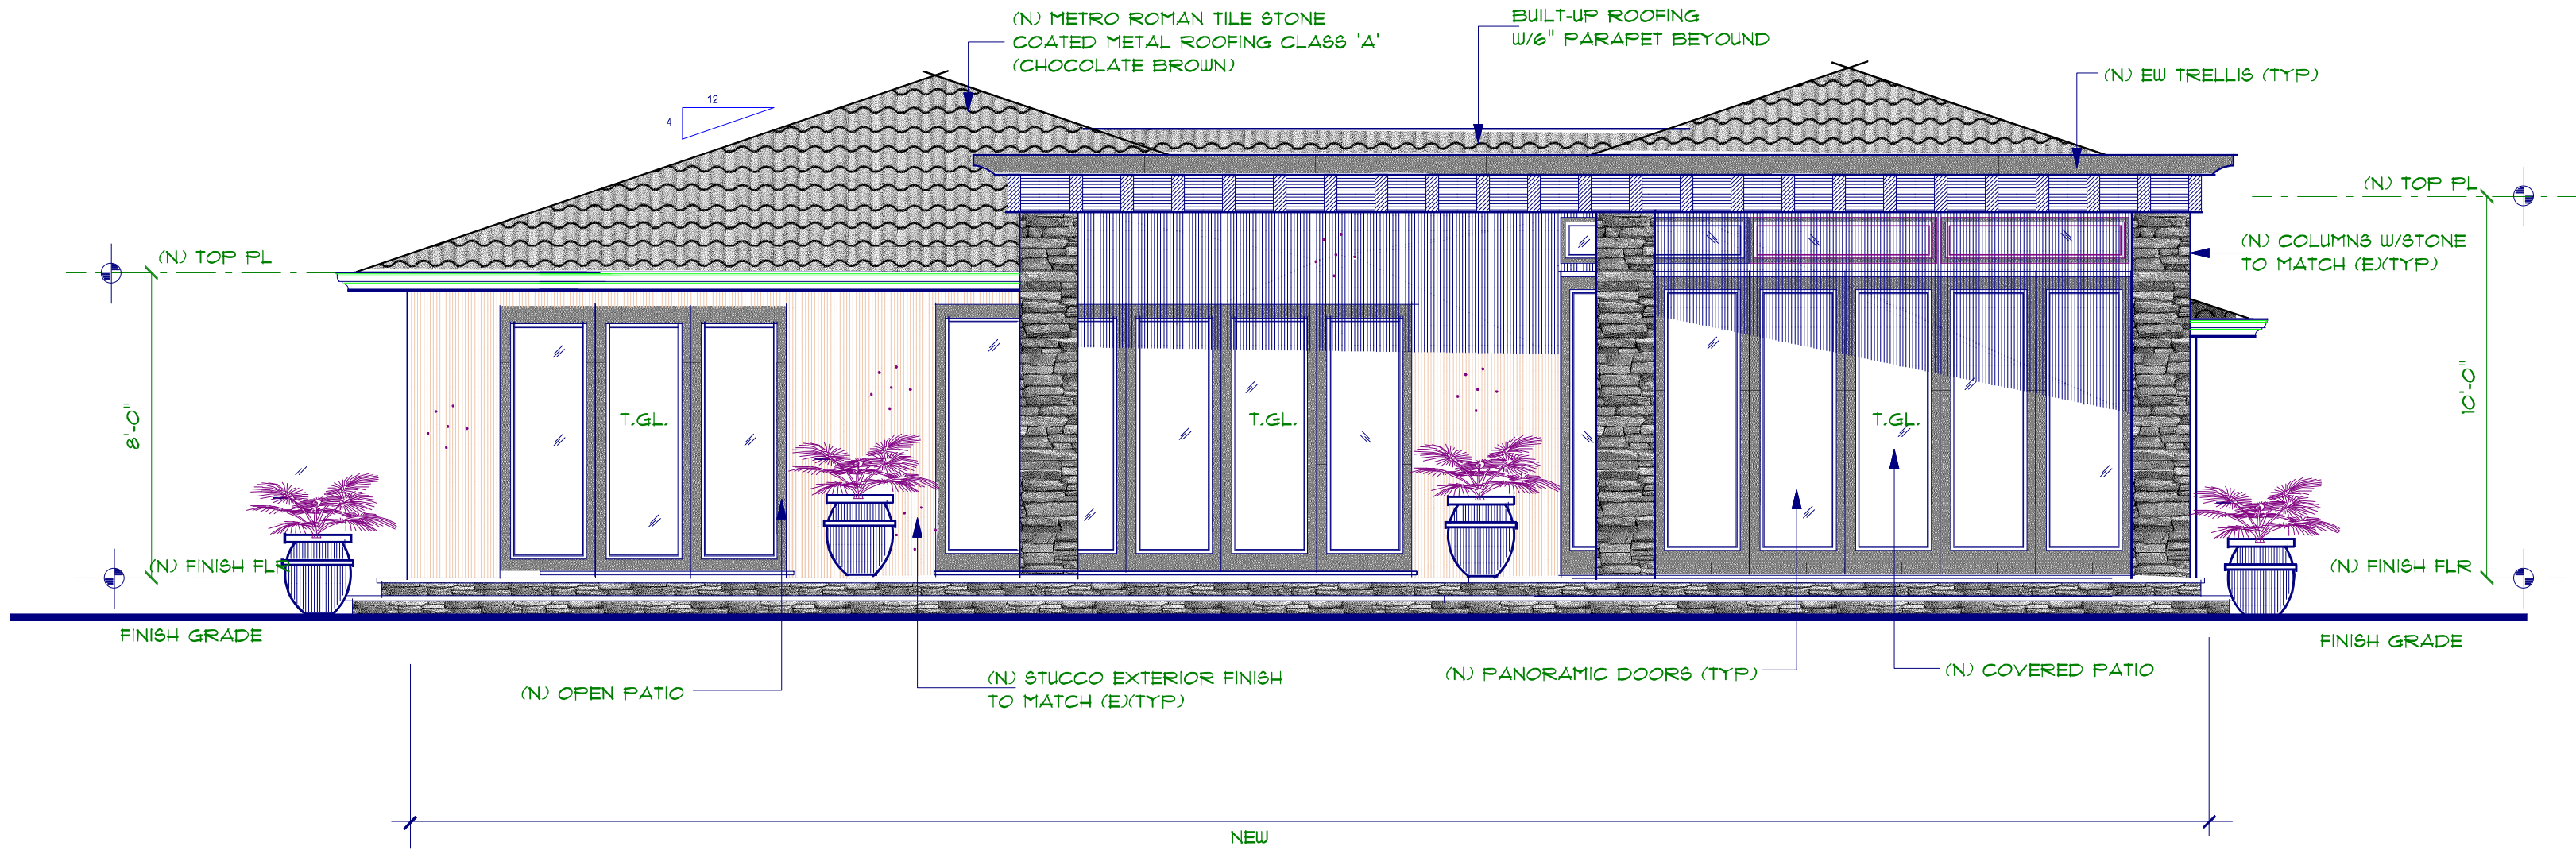 (N) METRO ROMAN TILE STONE
COATED METAL ROOFING CLASS 'A'
(CHOCOLATE BROWN)
BUILT-UP ROOFING
W/6" PARAPET BEYOUND
(N) EW TRELLIS (TYP)
12
4
(N) TOP PL
(N) TOP PL
(N) COLUMNS W/STONE
TO MATCH (E)(TYP)
8'-0"
10'-0"
T.GL.
T.GL.
T.GL.
(N) FINISH FLR
(N) FINISH FLR
FINISH GRADE
FINISH GRADE
(N) OPEN PATIO
(N) STUCCO EXTERIOR FINISH
TO MATCH (E)(TYP)
(N) PANORAMIC DOORS (TYP)
(N) COVERED PATIO
NEW